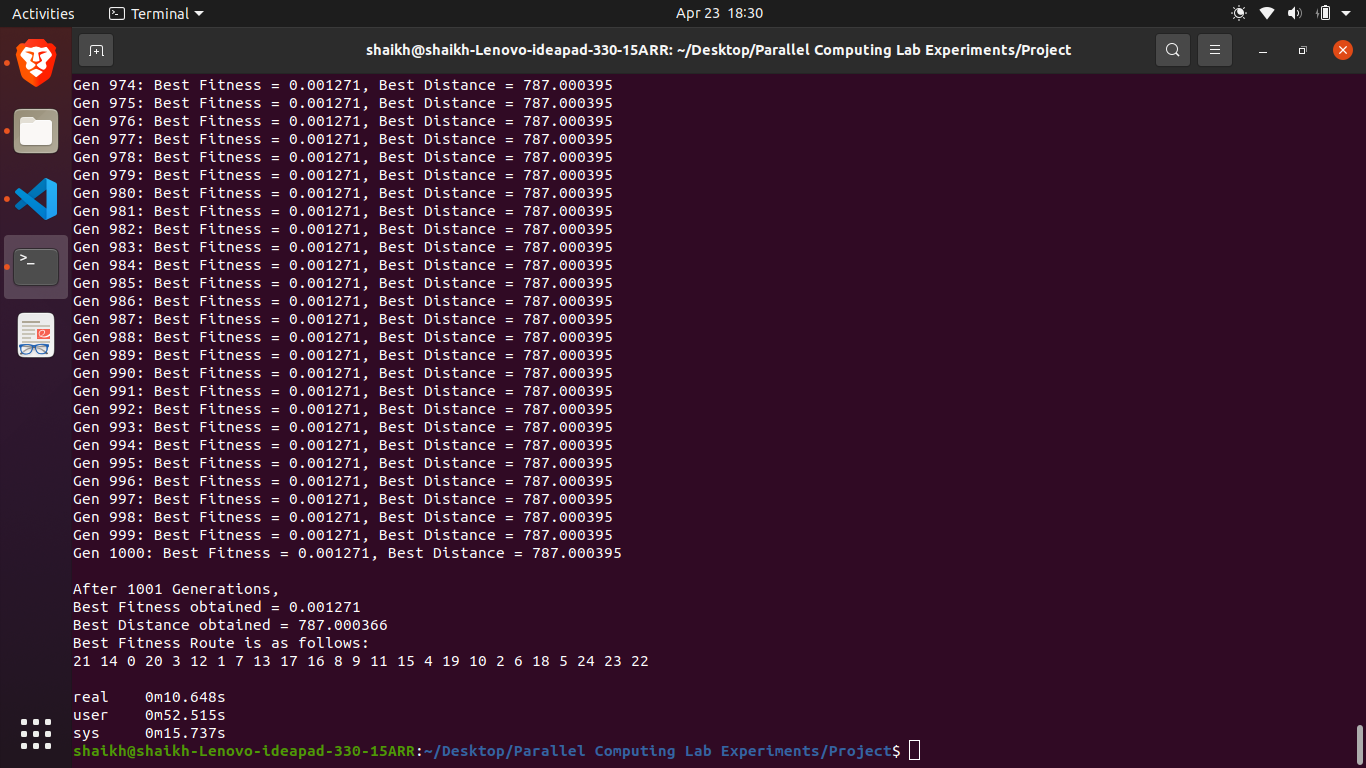 Activities
Terminal
Apr 23 18:30
shaikh@shaikh-Lenovo-ideapad-330-15ARR: ~/Desktop/Parallel Computing Lab Experiments/Project
Gen 974: Best Fitness = 0.001271, Best Distance = 787.000395
Gen 975: Best Fitness = 0.001271, Best Distance = 787.000395
Gen 976: Best Fitness = 0.001271, Best Distance = 787.000395
Gen 977: Best Fitness = 0.001271, Best Distance = 787.000395
Gen 978: Best Fitness = 0.001271, Best Distance = 787.000395
Gen 979: Best Fitness = 0.001271, Best Distance = 787.000395
Gen 980: Best Fitness = 0.001271, Best Distance = 787.000395
Gen 981: Best Fitness = 0.001271, Best Distance = 787.000395
Gen 982: Best Fitness = 0.001271, Best Distance = 787.000395
Gen 983: Best Fitness = 0.001271, Best Distance = 787.000395
Gen 984: Best Fitness = 0.001271, Best Distance = 787.000395
Gen 985: Best Fitness = 0.001271, Best Distance = 787.000395
Gen 986: Best Fitness = 0.001271, Best Distance = 787.000395
Gen 987: Best Fitness = 0.001271, Best Distance = 787.000395
Gen 988: Best Fitness = 0.001271, Best Distance = 787.000395
Gen 989: Best Fitness = 0.001271, Best Distance = 787.000395
Gen 990: Best Fitness = 0.001271, Best Distance = 787.000395
Gen 991: Best Fitness = 0.001271, Best Distance = 787.000395
Gen 992: Best Fitness = 0.001271, Best Distance = 787.000395
Gen 993: Best Fitness = 0.001271, Best Distance = 787.000395
Gen 994: Best Fitness = 0.001271, Best Distance = 787.000395
Gen 995: Best Fitness = 0.001271, Best Distance = 787.000395
Gen 996: Best Fitness = 0.001271, Best Distance = 787.000395
Gen 997: Best Fitness = 0.001271, Best Distance = 787.000395
Gen 998: Best Fitness = 0.001271, Best Distance = 787.000395
Gen 999: Best Fitness = 0.001271, Best Distance = 787.000395
Gen 1000: Best Fitness = 0.001271, Best Distance = 787.000395
After 1001 Generations,
Best Fitness obtained = 0.001271
Best Distance obtained = 787.000366
Best Fitness Route is as follows:
21 14 0 20 3 12 1 7 13 17 16 8 9 11 15 4 19 10 2 6 18 5 24 23 22
real 0m10.648s
user 0m52.515s
sys 0m15.737s
shaikh@shaikh-Lenovo-ideapad-330-15ARR:~/Desktop/Parallel Computing Lab Experiments/Project$